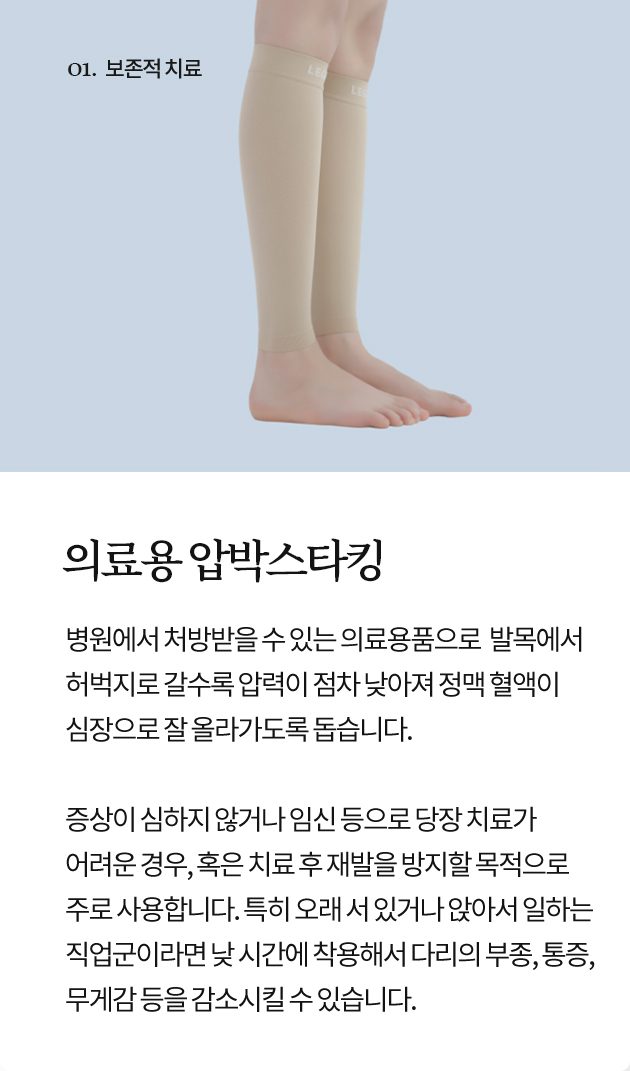 01. 보존적 치료
LE
LE
의료용 압박스타킹
병원에서 처방받을 수 있는 의료용품으로 발목에서
허벅지로 갈수록 압력이 점차 낮아져 정맥 혈액이
심장으로 잘 올라가도록 돕습니다.
증상이 심하지 않거나 임신 등으로 당장 치료가
어려운 경우, 혹은 치료 후 재발을 방지할 목적으로
주로 사용합니다. 특히 오래 서 있거나 앉아서 일하는
직업군이라면 낮 시간에 착용해서 다리의 부종, 통증,
무게감 등을 감소시킬 수 있습니다.